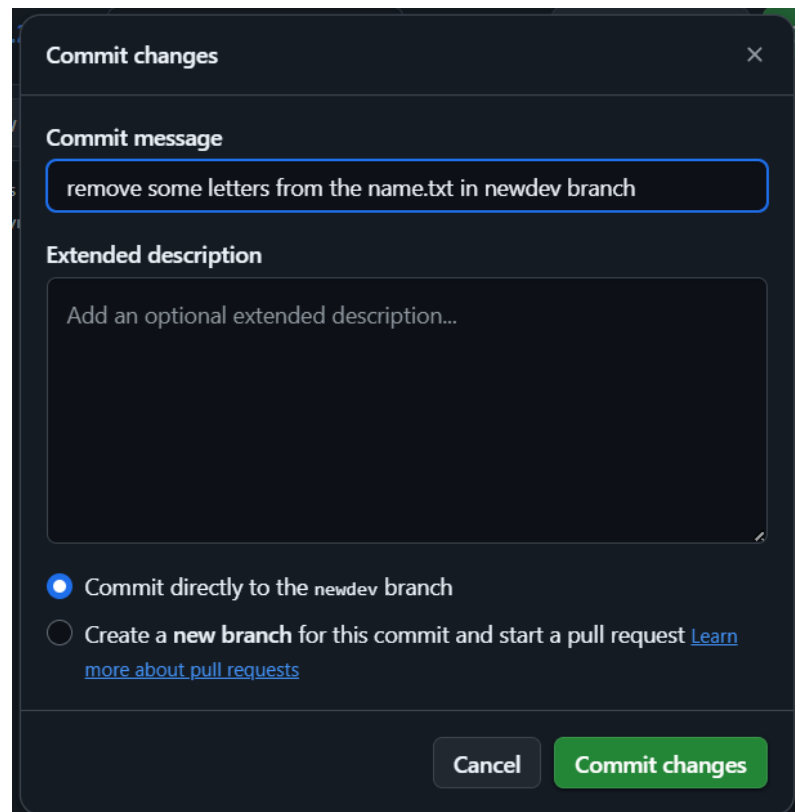 Commit changes
Commit message
remove some letters from the name.txt in newdev branch
Extended description
Add an optional extended description...
Commit directly to the newdev branch
Create a new branch for this commit and start a pull request Learn
more about pull requests
Cancel
Commit changes